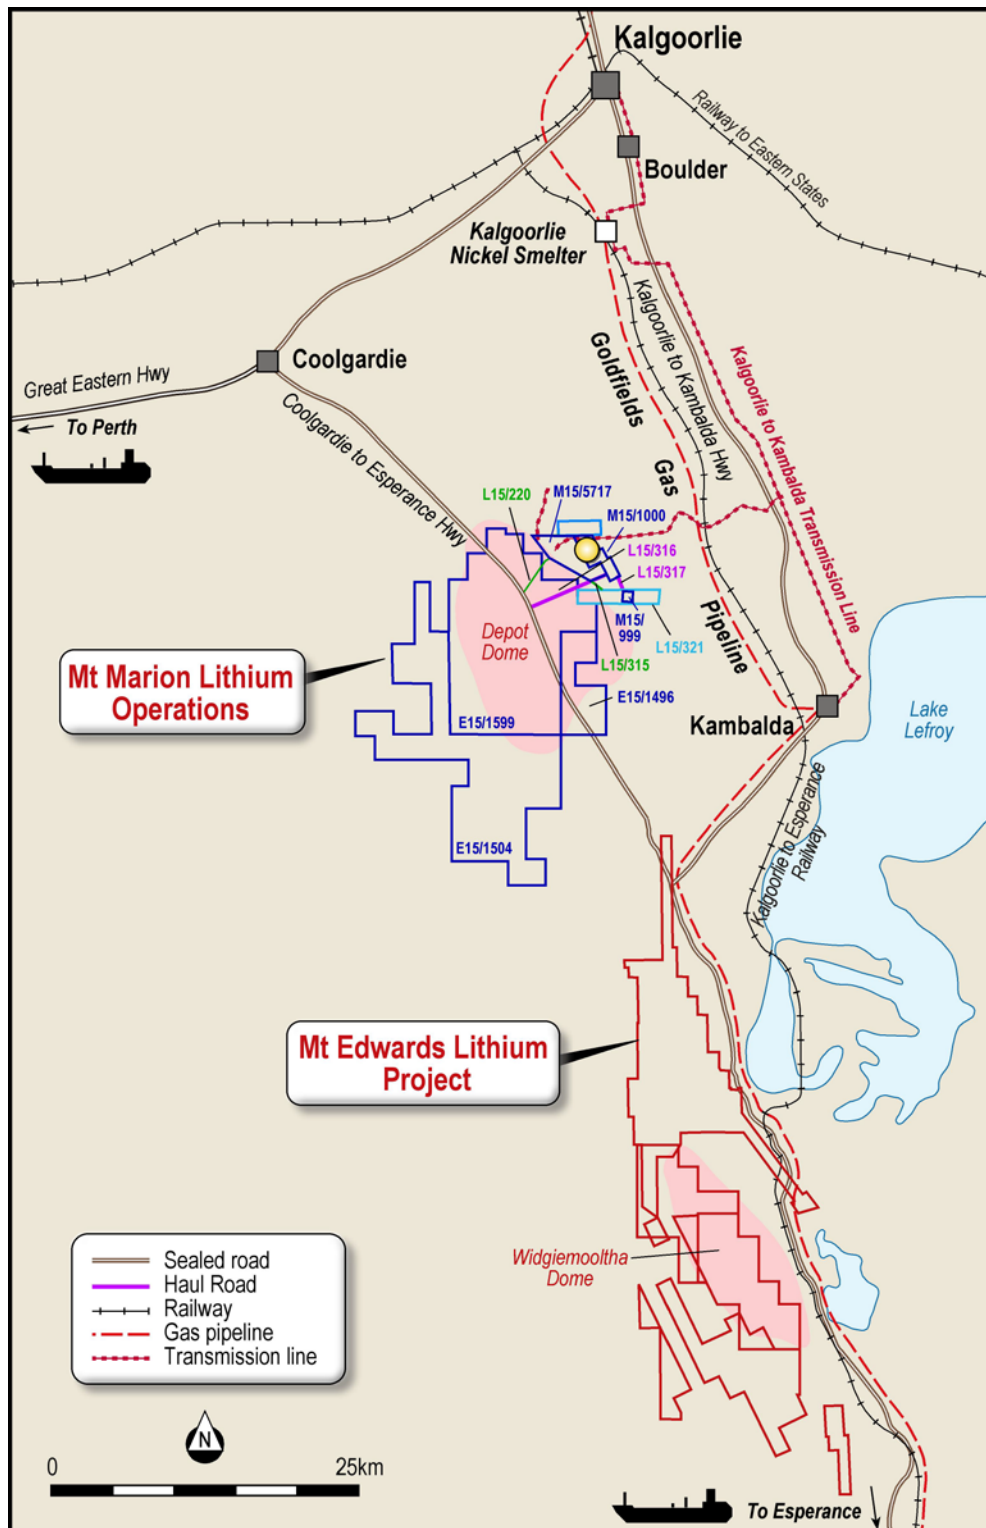 Kalgoorlie
Railway to Eastern States
Boulder
Kalgoorlie
Nickel Smelter
Coolgardie
Great Eastern Hwy
To Perth
Coolgardie to Esperance Hwy
Goldfields
Gas
Pipeline
Kalgoorlie to Kambalda Hwy
Kalgoorlie to Kambalda Transmission Line
L15/220
M15/5717
M15/1000
L15/316
L15/317
M15/
999
L15/321
L15/315
Depot
Dome
E15/1496
E15/1599
E15/1504
Mt Marion Lithium
Operations
Kambalda
Lake
Lefroy
Kalgoorlie to Esperance
Railway
Mt Edwards Lithium
Project
Widgiemooltha
Dome
Sealed road
Haul Road
Railway
Gas pipeline
Transmission line
N
0
25km
To Esperance